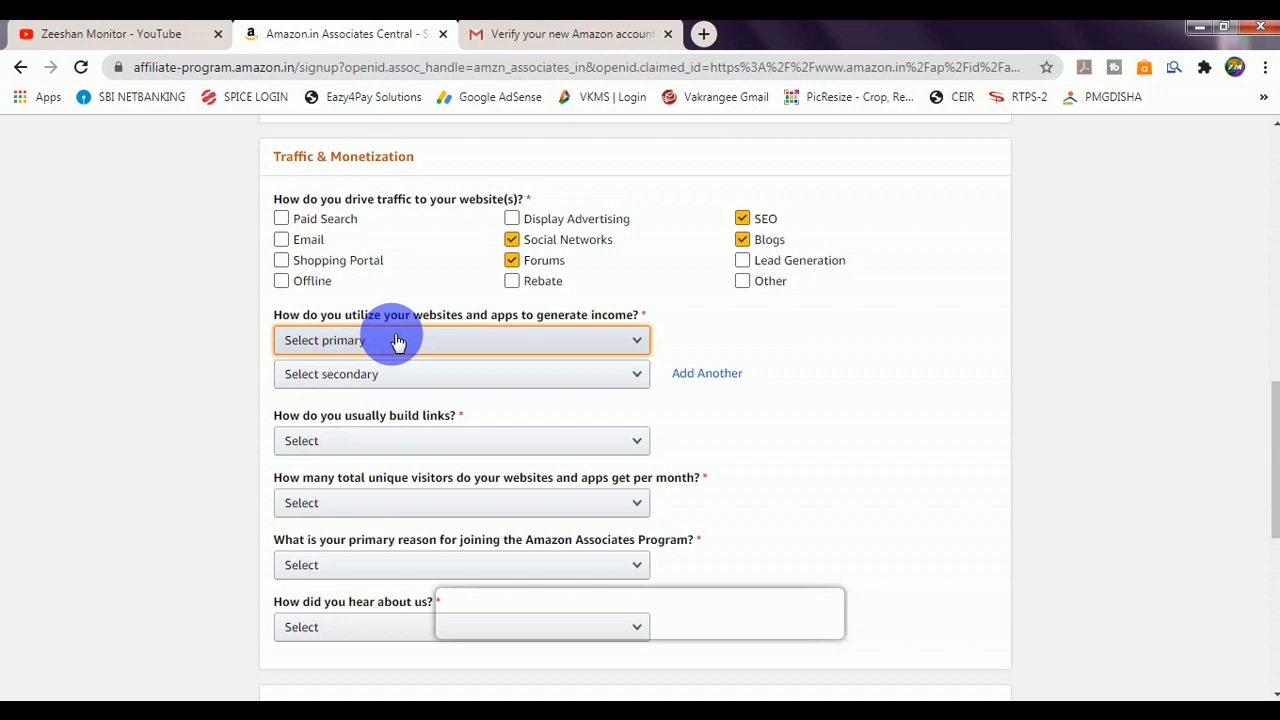 Zeeshan Monitor - YouTube
Amazon.in Associates Central - S
Verify your new Amazon account
affiliate-program.amazon.in/signup?openid.assoc_handle=amzn_associates_in&openid.claimed_id=https%3A%2F%2Fwww.amazon.in%2Fap%2Fid%2Fa...
Apps SBI NETBANKING SPICE LOGIN Eazy4Pay Solutions Google AdSense VKMS | Login Vakrangee Gmail PicResize - Crop, Re... CEIR RTPS-2 PMGDISHA »
Traffic & Monetization
How do you drive traffic to your website(s)? *
Paid Search Display Advertising SEO
Email Social Networks Blogs
Shopping Portal Forums Lead Generation
Offline Rebate Other
How do you utilize your websites and apps to generate income? *
Select primary
Select secondary Add Another
How do you usually build links? *
Select
How many total unique visitors do your websites and apps get per month? *
Select
What is your primary reason for joining the Amazon Associates Program? *
Select
How did you hear about us? *
Select